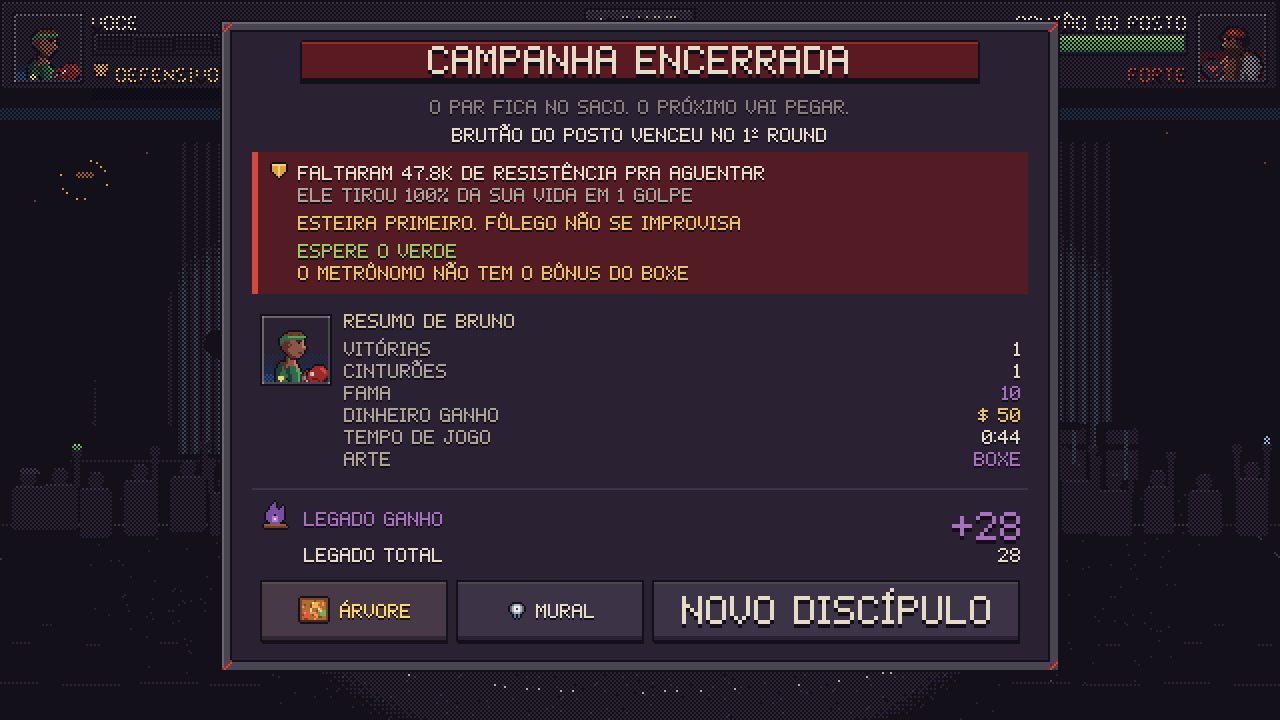 VOCE
DEFENSIVO
FORTE
CAMPANHA ENCERRADA
O PAR FICA NO SACO. O PRÓXIMO VAI PEGAR.
BRUTÃO DO POSTO VENCEU NO 1º ROUND
FALTARAM 47.8K DE RESISTÊNCIA PRA AGUENTAR
ELE TIROU 100% DA SUA VIDA EM 1 GOLPE
ESTEIRA PRIMEIRO. FÔLEGO NÃO SE IMPROVISA
ESPERE O VERDE
O METRÔNOMO NÃO TEM O BÔNUS DO BOXE
RESUMO DE BRUNO
VITÓRIAS 1
CINTURÕES 1
FAMA 10
DINHEIRO GANHO $ 50
TEMPO DE JOGO 0:44
ARTE BOXE
LEGADO GANHO +28
LEGADO TOTAL 28
ÁRVORE MURAL NOVO DISCÍPULO